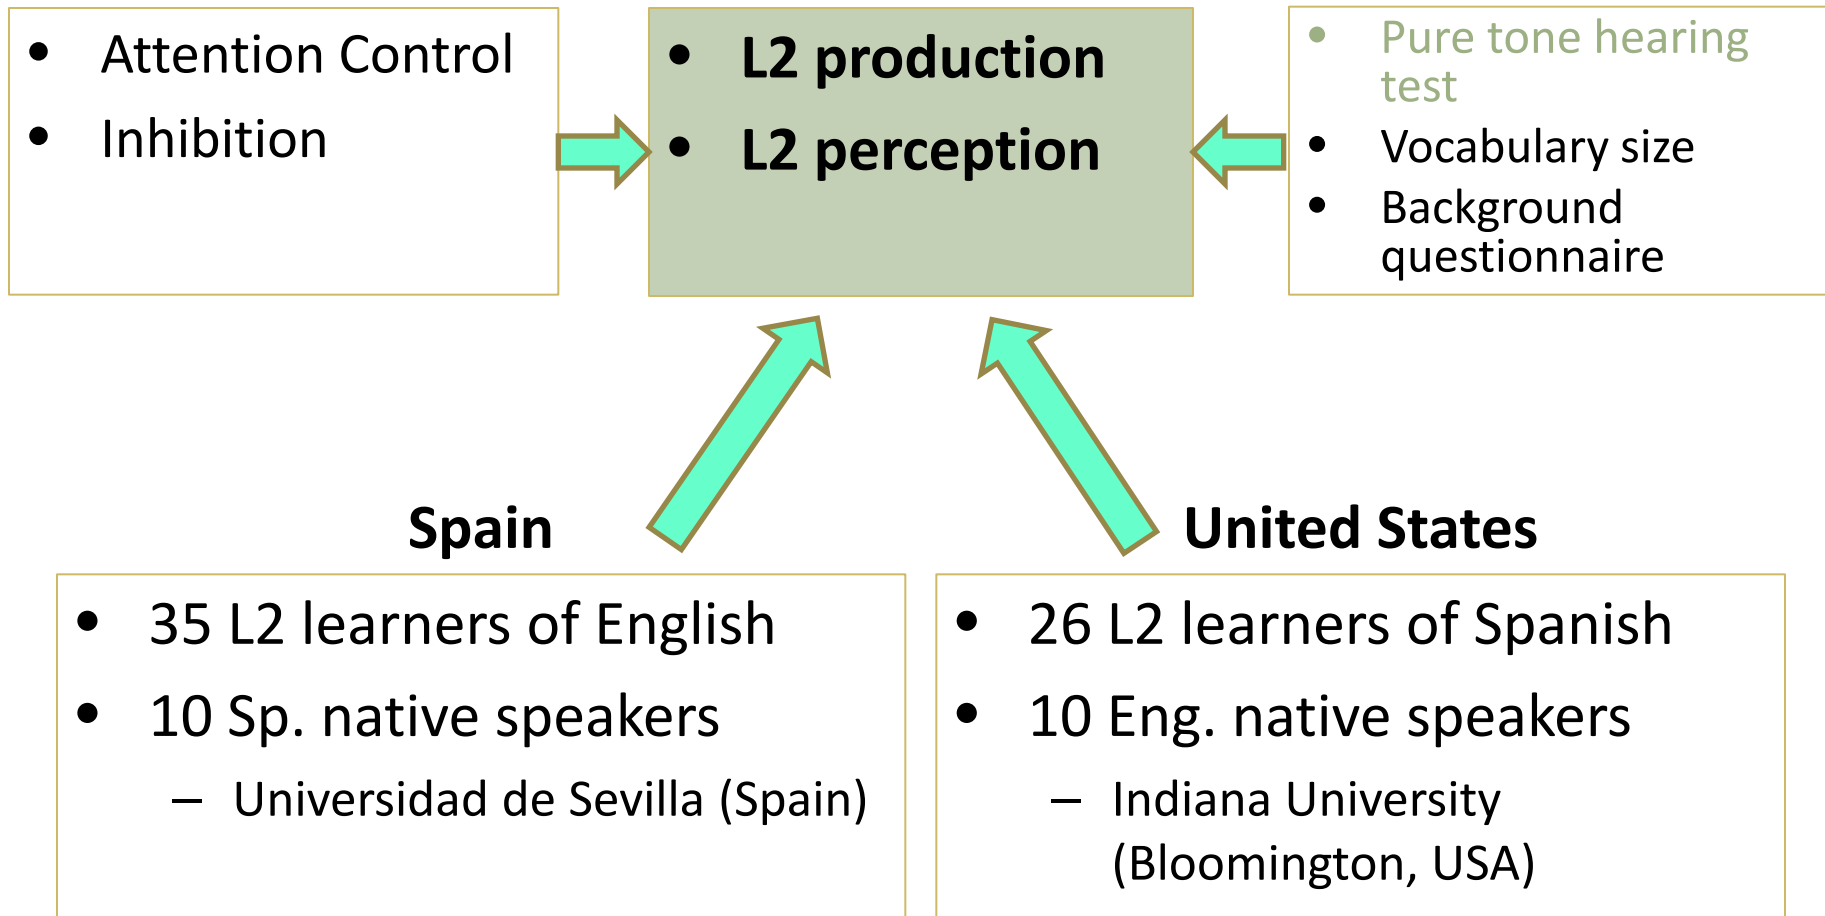 • Attention Control
• Inhibition
• L2 production
• L2 perception
• Pure tone hearing
test
• Vocabulary size
• Background
questionnaire
Spain
• 35 L2 learners of English
• 10 Sp. native speakers
– Universidad de Sevilla (Spain)
United States
• 26 L2 learners of Spanish
• 10 Eng. native speakers
– Indiana University
(Bloomington, USA)